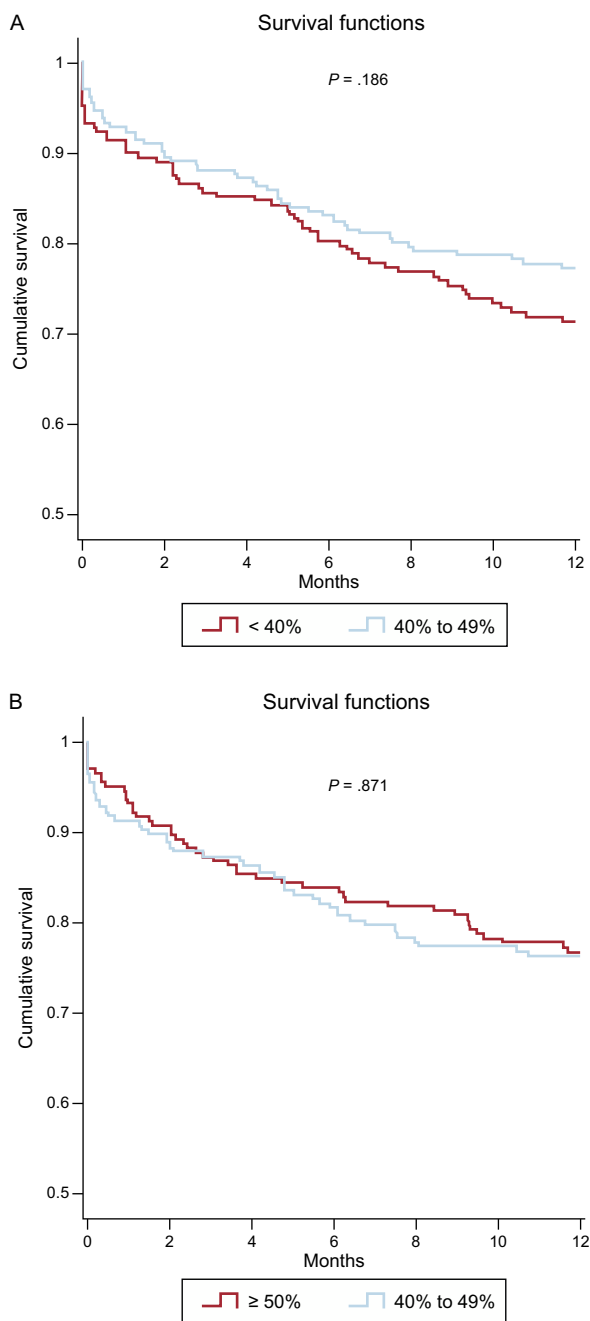 A
Survival functions
P = .186
Cumulative survival
1
0.9
0.8
0.7
0.6
0.5
0 2 4 6 8 10 12
Months
< 40% 40% to 49%
B
Survival functions
P = .871
Cumulative survival
1
0.9
0.8
0.7
0.6
0.5
0 2 4 6 8 10 12
Months
≥ 50% 40% to 49%